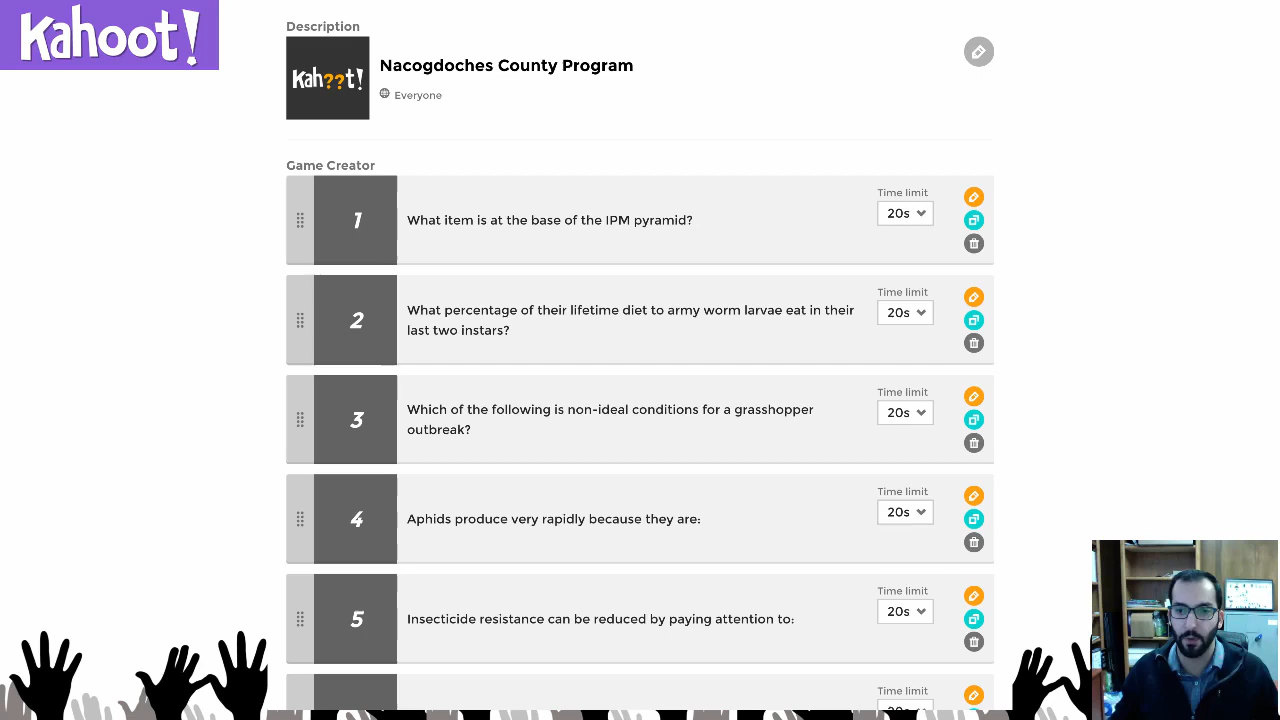 Kahoot!
Description
Kah??t!
Nacogdoches County Program
Everyone
Game Creator
1
What item is at the base of the IPM pyramid?
Time limit
20s
2
What percentage of their lifetime diet to army worm larvae eat in their
last two instars?
Time limit
20s
3
Which of the following is non-ideal conditions for a grasshopper
outbreak?
Time limit
20s
4
Aphids produce very rapidly because they are:
Time limit
20s
5
Insecticide resistance can be reduced by paying attention to:
Time limit
20s
Time limit
20s